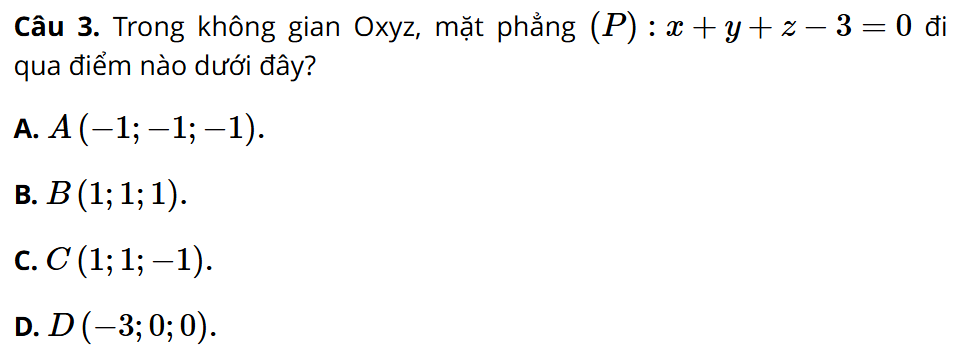 Câu 3. Trong không gian Oxyz, mặt phẳng (P) : x + y + z − 3 = 0 đi
qua điểm nào dưới đây?
A. A (−1; −1; −1).
B. B (1; 1; 1).
C. C (1; 1; −1).
D. D (−3; 0; 0).